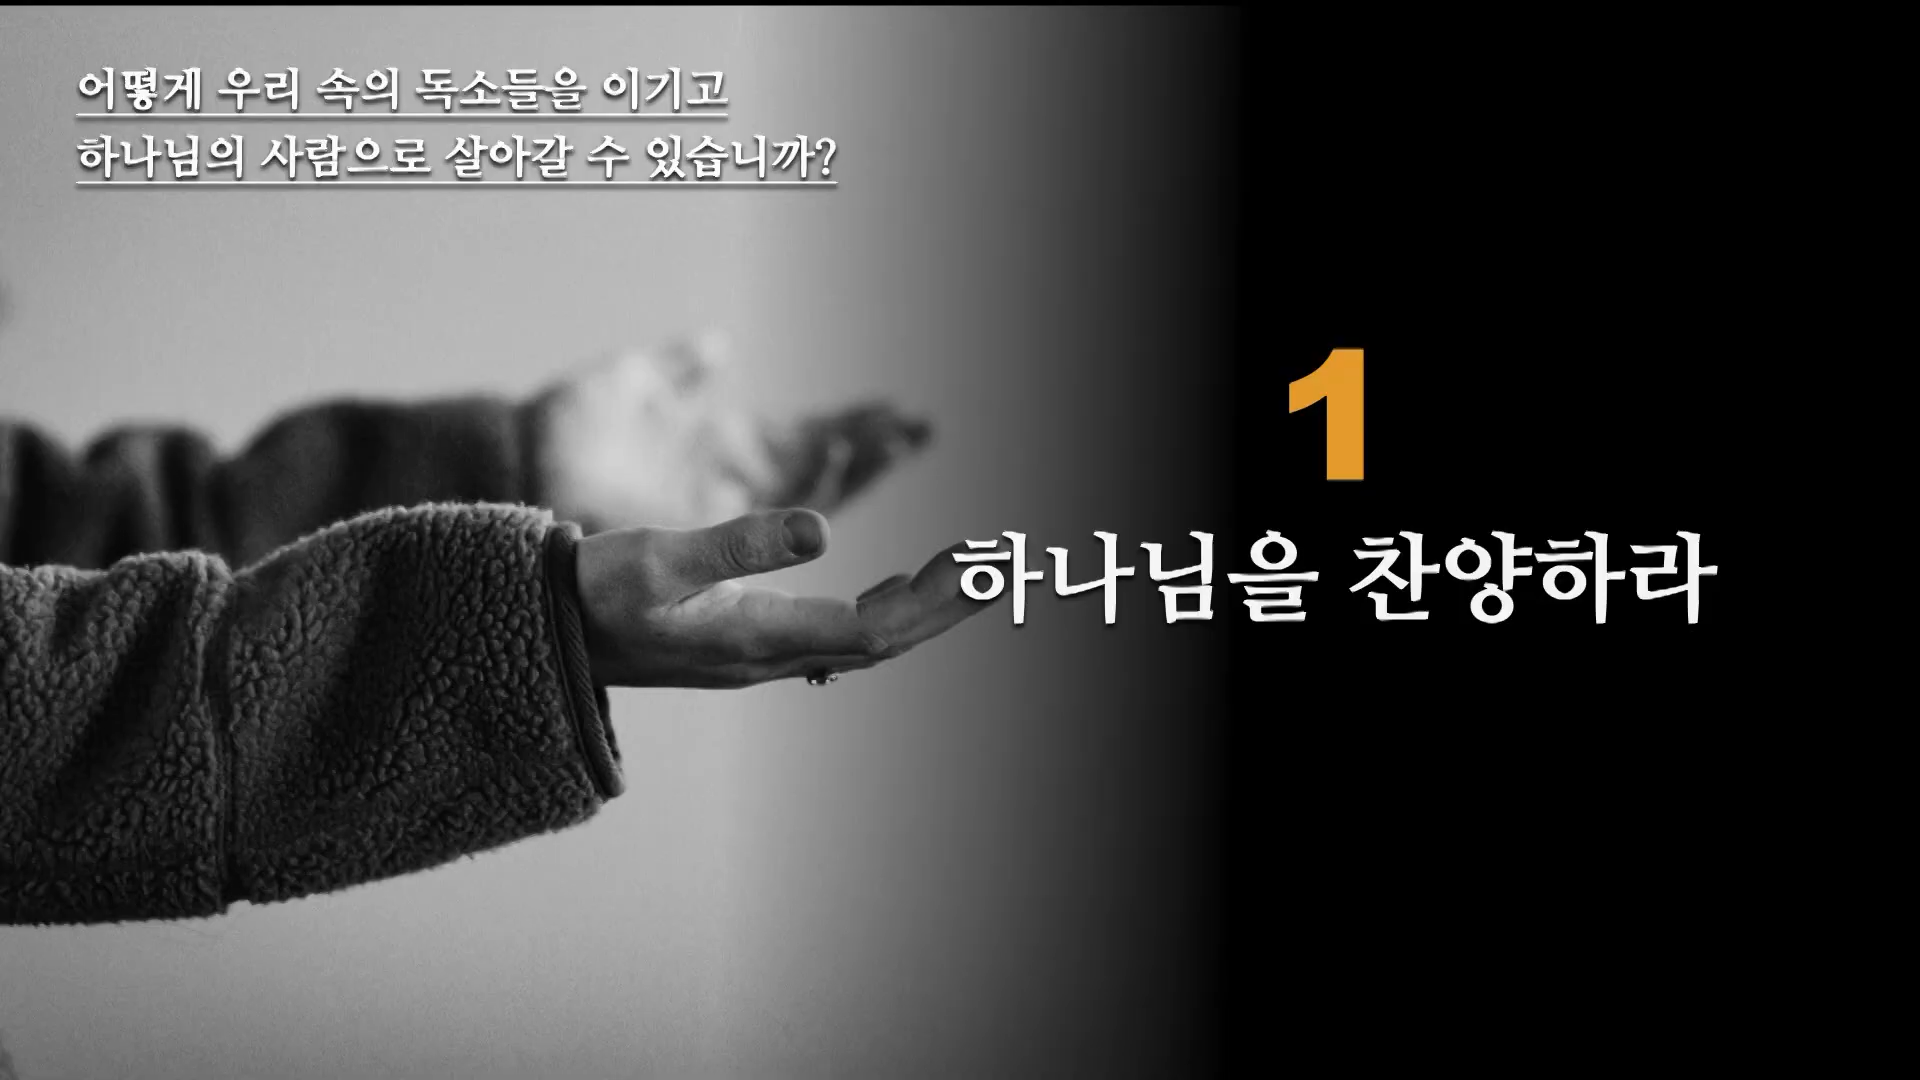 어떻게 우리 속의 독소들을 이기고
하나님의 사람으로 살아갈 수 있습니까?
1
하나님을 찬양하라